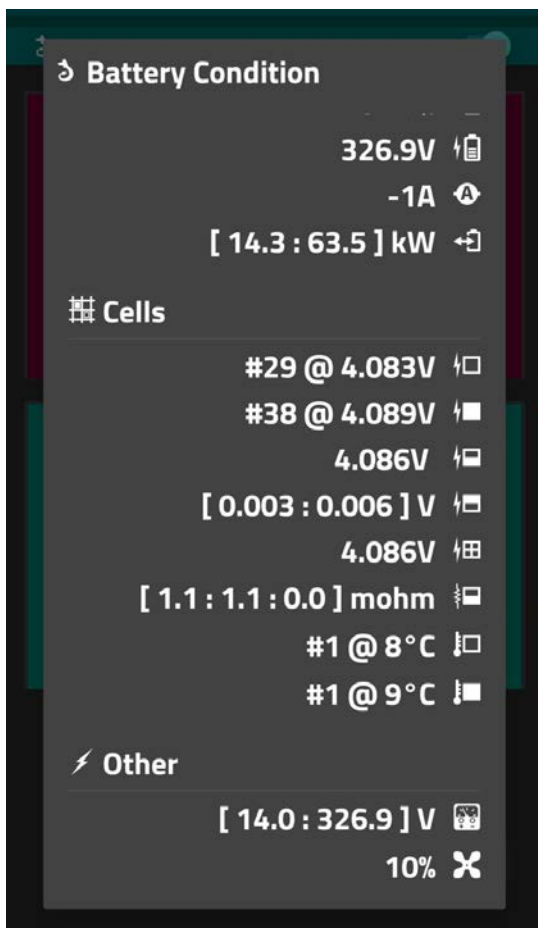 Battery Condition
326.9V
-1A
[ 14.3 : 63.5 ] kW
Cells
#29 @ 4.083V
#38 @ 4.089V
4.086V
[ 0.003 : 0.006 ] V
4.086V
[ 1.1 : 1.1 : 0.0 ] mohm
#1 @ 8°C
#1 @ 9°C
Other
[ 14.0 : 326.9 ] V
10%